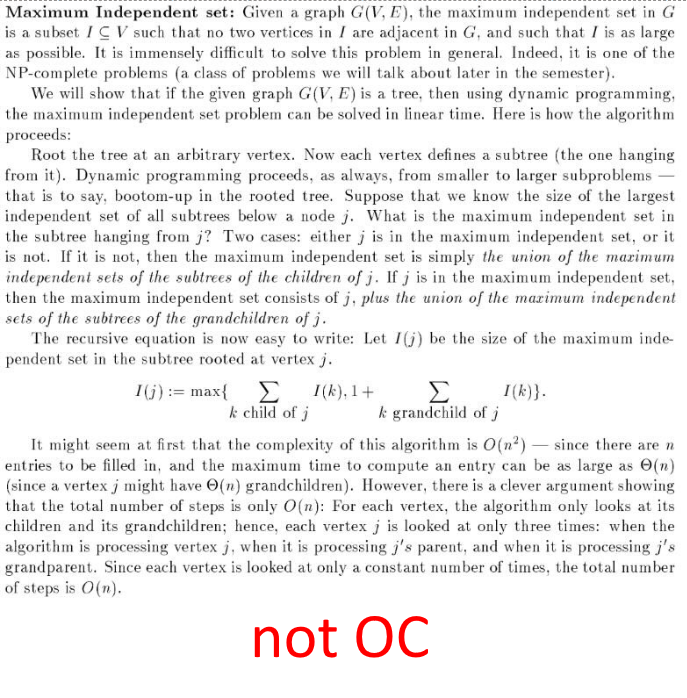 Maximum Independent set: Given a graph G(V, E), the maximum independent set in G
is a subset I ⊆ V such that no two vertices in I are adjacent in G, and such that I is as large
as possible. It is immensely difficult to solve this problem in general. Indeed, it is one of the
NP-complete problems (a class of problems we will talk about later in the semester).
We will show that if the given graph G(V, E) is a tree, then using dynamic programming,
the maximum independent set problem can be solved in linear time. Here is how the algorithm
proceeds:
Root the tree at an arbitrary vertex. Now each vertex defines a subtree (the one hanging
from it). Dynamic programming proceeds, as always, from smaller to larger subproblems —
that is to say, bootom-up in the rooted tree. Suppose that we know the size of the largest
independent set of all subtrees below a node j. What is the maximum independent set in
the subtree hanging from j? Two cases: either j is in the maximum independent set, or it
is not. If it is not, then the maximum independent set is simply the union of the maximum
independent sets of the subtrees of the children of j. If j is in the maximum independent set,
then the maximum independent set consists of j, plus the union of the maximum independent
sets of the subtrees of the grandchildren of j.
The recursive equation is now easy to write: Let I(j) be the size of the maximum inde-
pendent set in the subtree rooted at vertex j.
I(j) := max{ ∑ I(k), 1 + ∑ I(k)}.
k child of j k grandchild of j
It might seem at first that the complexity of this algorithm is O(n²) — since there are n
entries to be filled in, and the maximum time to compute an entry can be as large as Θ(n)
(since a vertex j might have Θ(n) grandchildren). However, there is a clever argument showing
that the total number of steps is only O(n): For each vertex, the algorithm only looks at its
children and its grandchildren; hence, each vertex j is looked at only three times: when the
algorithm is processing vertex j, when it is processing j's parent, and when it is processing j's
grandparent. Since each vertex is looked at only a constant number of times, the total number
of steps is O(n).
not OC